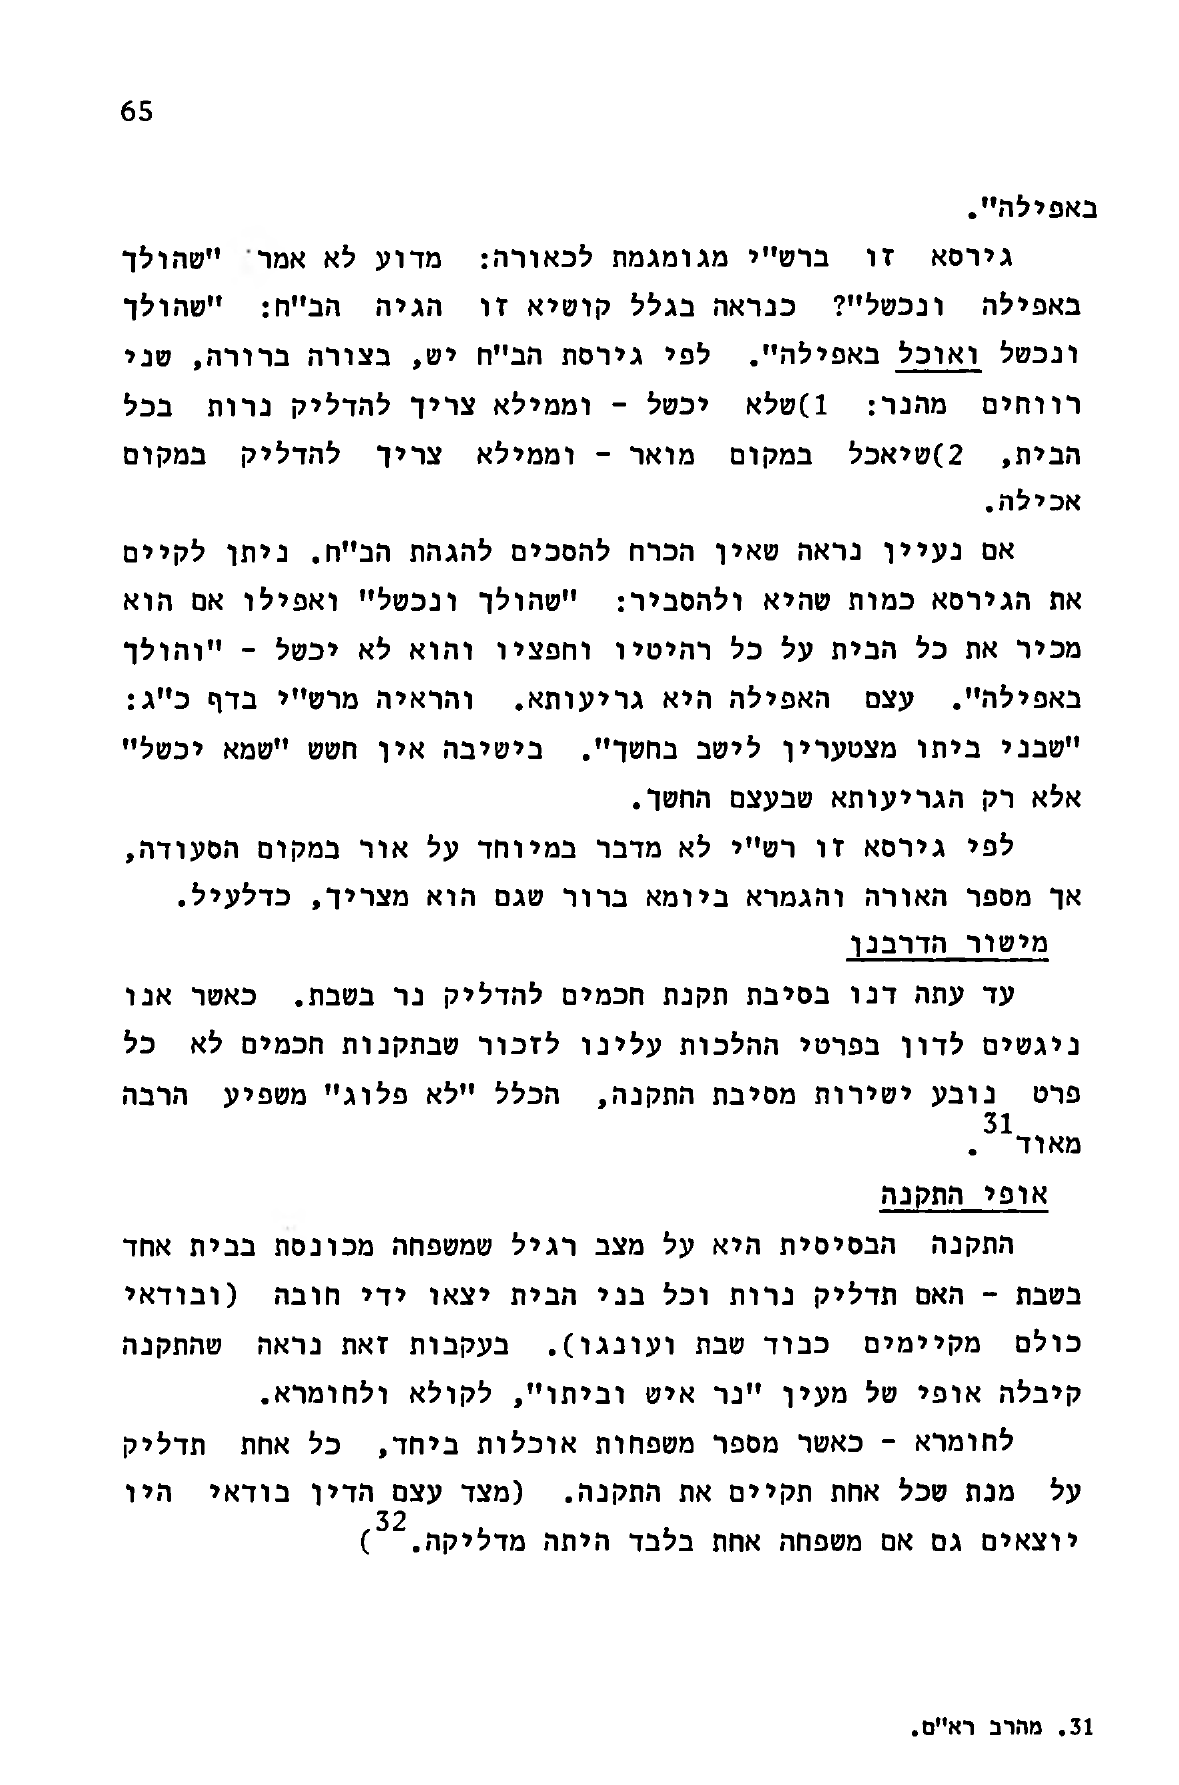 65
באפילה".
גירסא זו ברש"י מגומגמת לכאורה: מדוע לא אמר "שהולך
באפילה ונכשל"? כנראה בגלל קושיא זו הגיה הב"ח: "שהולך
ונכשל ואוכל באפילה". לפי גירסת הב"ח יש, בצורה ברורה, שני
רווחים מהנר: 1)שלא יכשל - וממילא צריך להדליק נרות בכל
הבית, 2)שיאכל במקום מואר - וממילא צריך להדליק במקום
אכילה.
אם נעיין נראה שאין הכרח להסכים להגהת הב"ח. ניתן לקיים
את הגירסא כמות שהיא ולהסביר: "שהולך ונכשל" ואפילו אם הוא
מכיר את כל הבית על כל רהיטיו וחפציו והוא לא יכשל - "והולך
באפילה". עצם האפילה היא גריעותא. והראיה מרש"י בדף כ"ג:
"שבני ביתו מצטערין לישב בחשך". בישיבה אין חשש "שמא יכשל"
אלא רק הגריעותא שבעצם החשך.
לפי גירסא זו רש"י לא מדבר במיוחד על אור במקום הסעודה,
אך מספר האורה והגמרא ביומא ברור שגם הוא מצריך, כדלעיל.
מישור הדרבנן
עד עתה דנו בסיבת תקנת חכמים להדליק נר בשבת. כאשר אנו
ניגשים לדון בפרטי ההלכות עלינו לזכור שבתקנות חכמים לא כל
פרט נובע ישירות מסיבת התקנה, הכלל "לא פלוג" משפיע הרבה
מאוד31.
אופי התקנה
התקנה הבסיסית היא על מצב רגיל שמשפחה מכונסת בבית אחד
בשבת - האם תדליק נרות וכל בני הבית יצאו ידי חובה (ובודאי
כולם מקיימים כבוד שבת ועונגו). בעקבות זאת נראה שהתקנה
קיבלה אופי של מעין "נר איש וביתו", לקולא ולחומרא.
לחומרא - כאשר מספר משפחות אוכלות ביחד, כל אחת תדליק
על מנת שכל אחת תקיים את התקנה. (מצד עצם הדין בודאי היו
יוצאים גם אם משפחה אחת בלבד היתה מדליקה.32)
31. מהרב רא"ם.